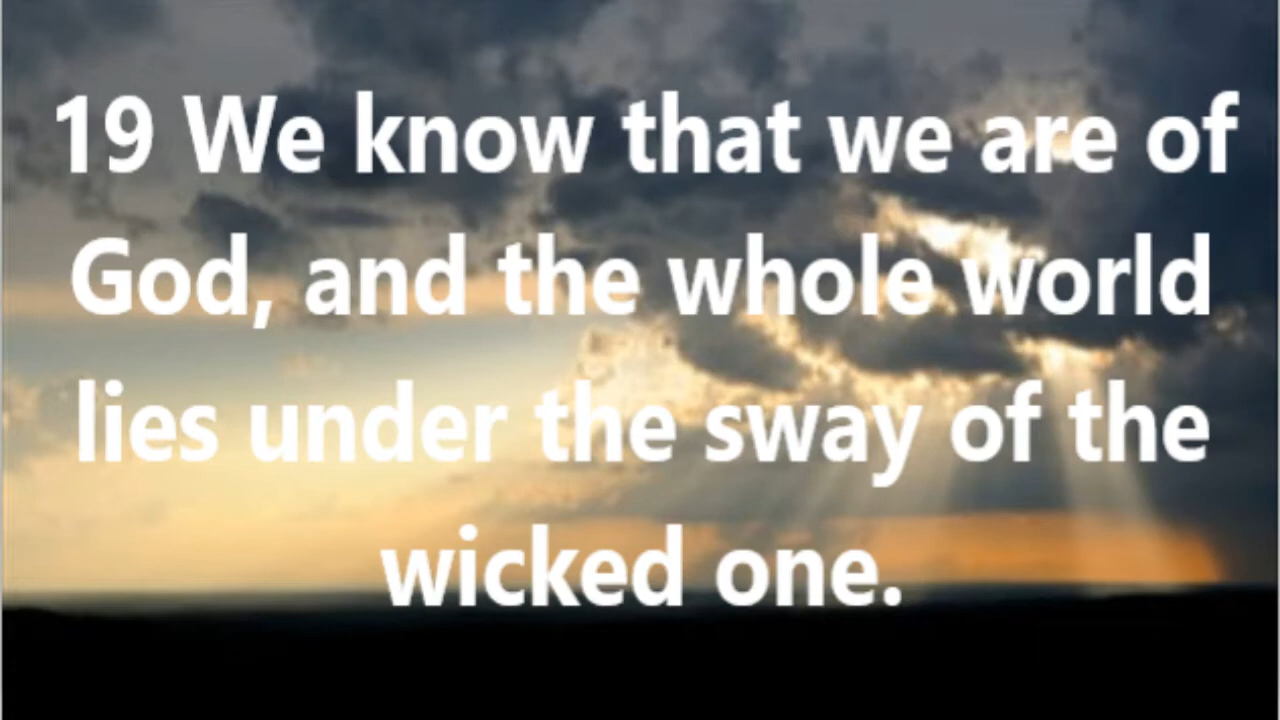 19 We know that we are of
God, and the whole world
lies under the sway of the
wicked one.